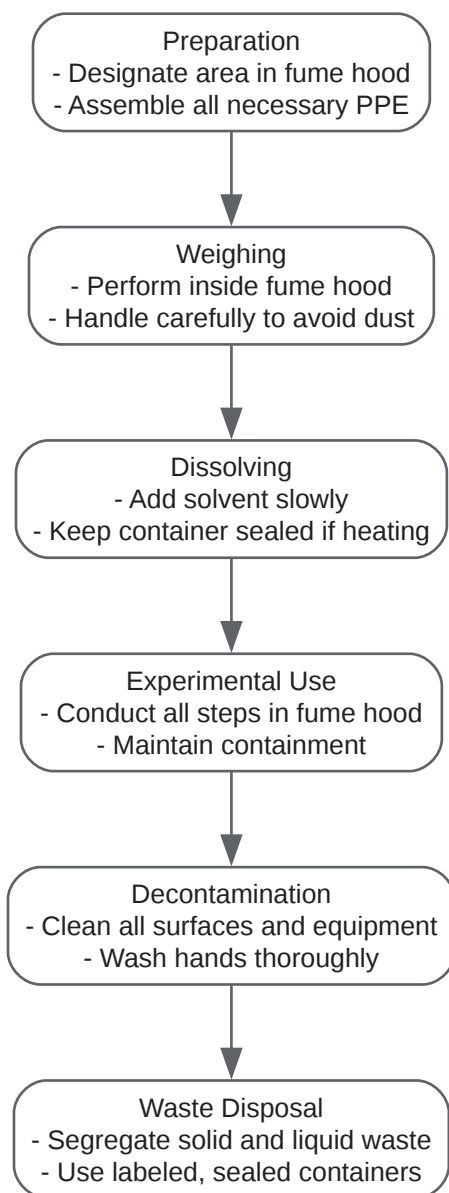 Preparation
- Designate area in fume hood
- Assemble all necessary PPE
Weighing
- Perform inside fume hood
- Handle carefully to avoid dust
Dissolving
- Add solvent slowly
- Keep container sealed if heating
Experimental Use
- Conduct all steps in fume hood
- Maintain containment
Decontamination
- Clean all surfaces and equipment
- Wash hands thoroughly
Waste Disposal
- Segregate solid and liquid waste
- Use labeled, sealed containers